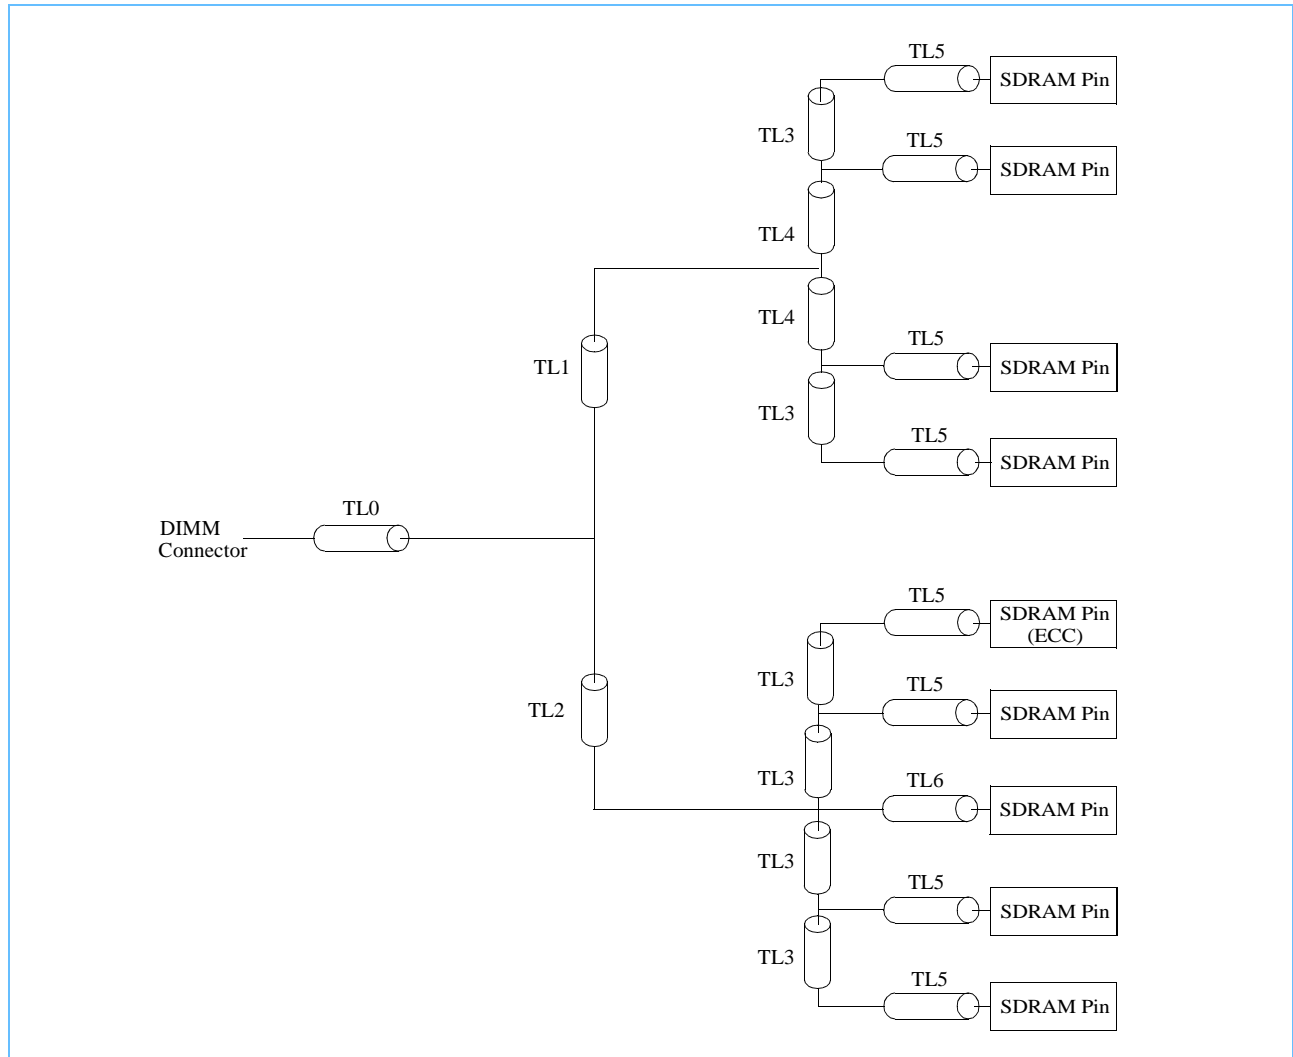 TL5
SDRAM Pin
TL3
TL5
SDRAM Pin
TL4
TL4
TL5
SDRAM Pin
TL1
TL3
TL5
SDRAM Pin
TL0
DIMM
Connector
TL5
SDRAM Pin
(ECC)
TL3
TL5
SDRAM Pin
TL2
TL3
TL6
SDRAM Pin
TL3
TL5
SDRAM Pin
TL3
TL5
SDRAM Pin